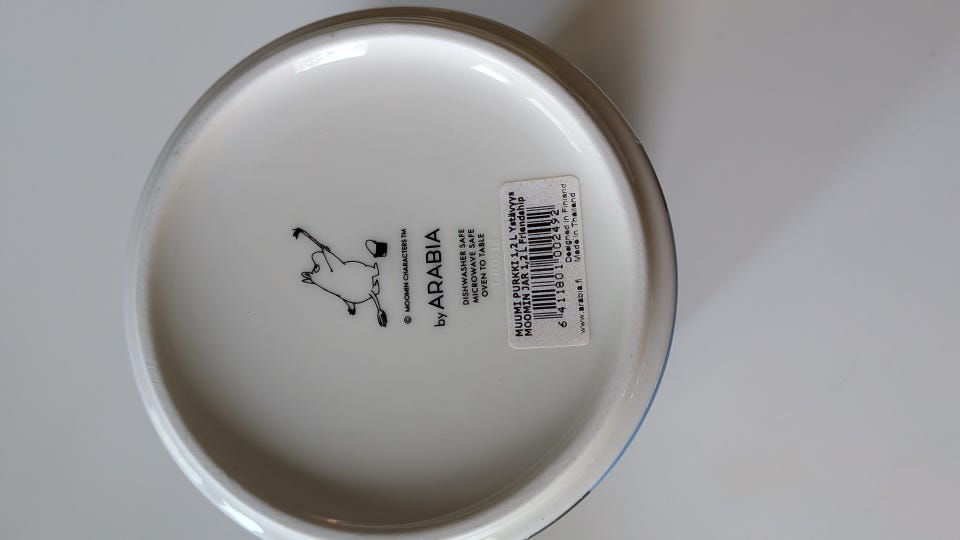 © MOOMIN CHARACTERS™
by ARABIA
DISHWASHER SAFE
MICROWAVE SAFE
OVEN TO TABLE
MUUMI PURKKI 1,2 L Ystävyys
MOOMIN JAR 1,2 L Friendship
6 411801 002492
Designed in Finland
www.arabia.fi Made in Thailand